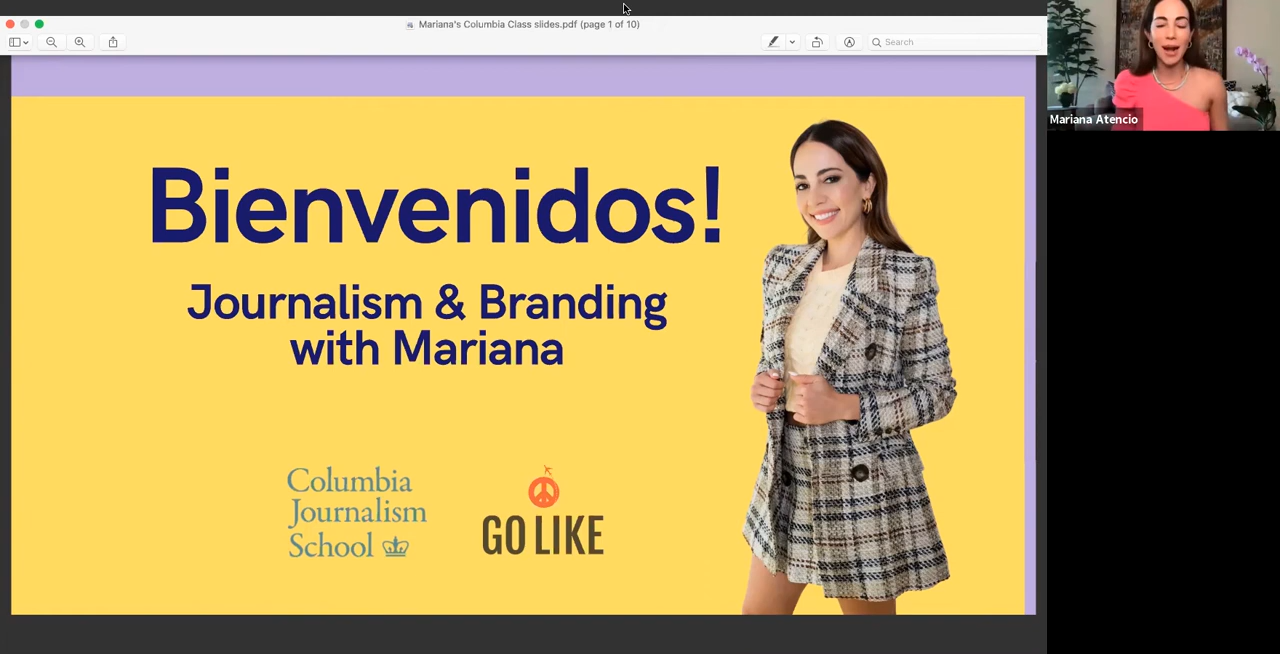 Mariana's Columbia Class slides.pdf (page 1 of 10)
Search
Mariana Atencio
Bienvenidos!
Journalism & Branding
with Mariana
Columbia
Journalism
School
GO LIKE